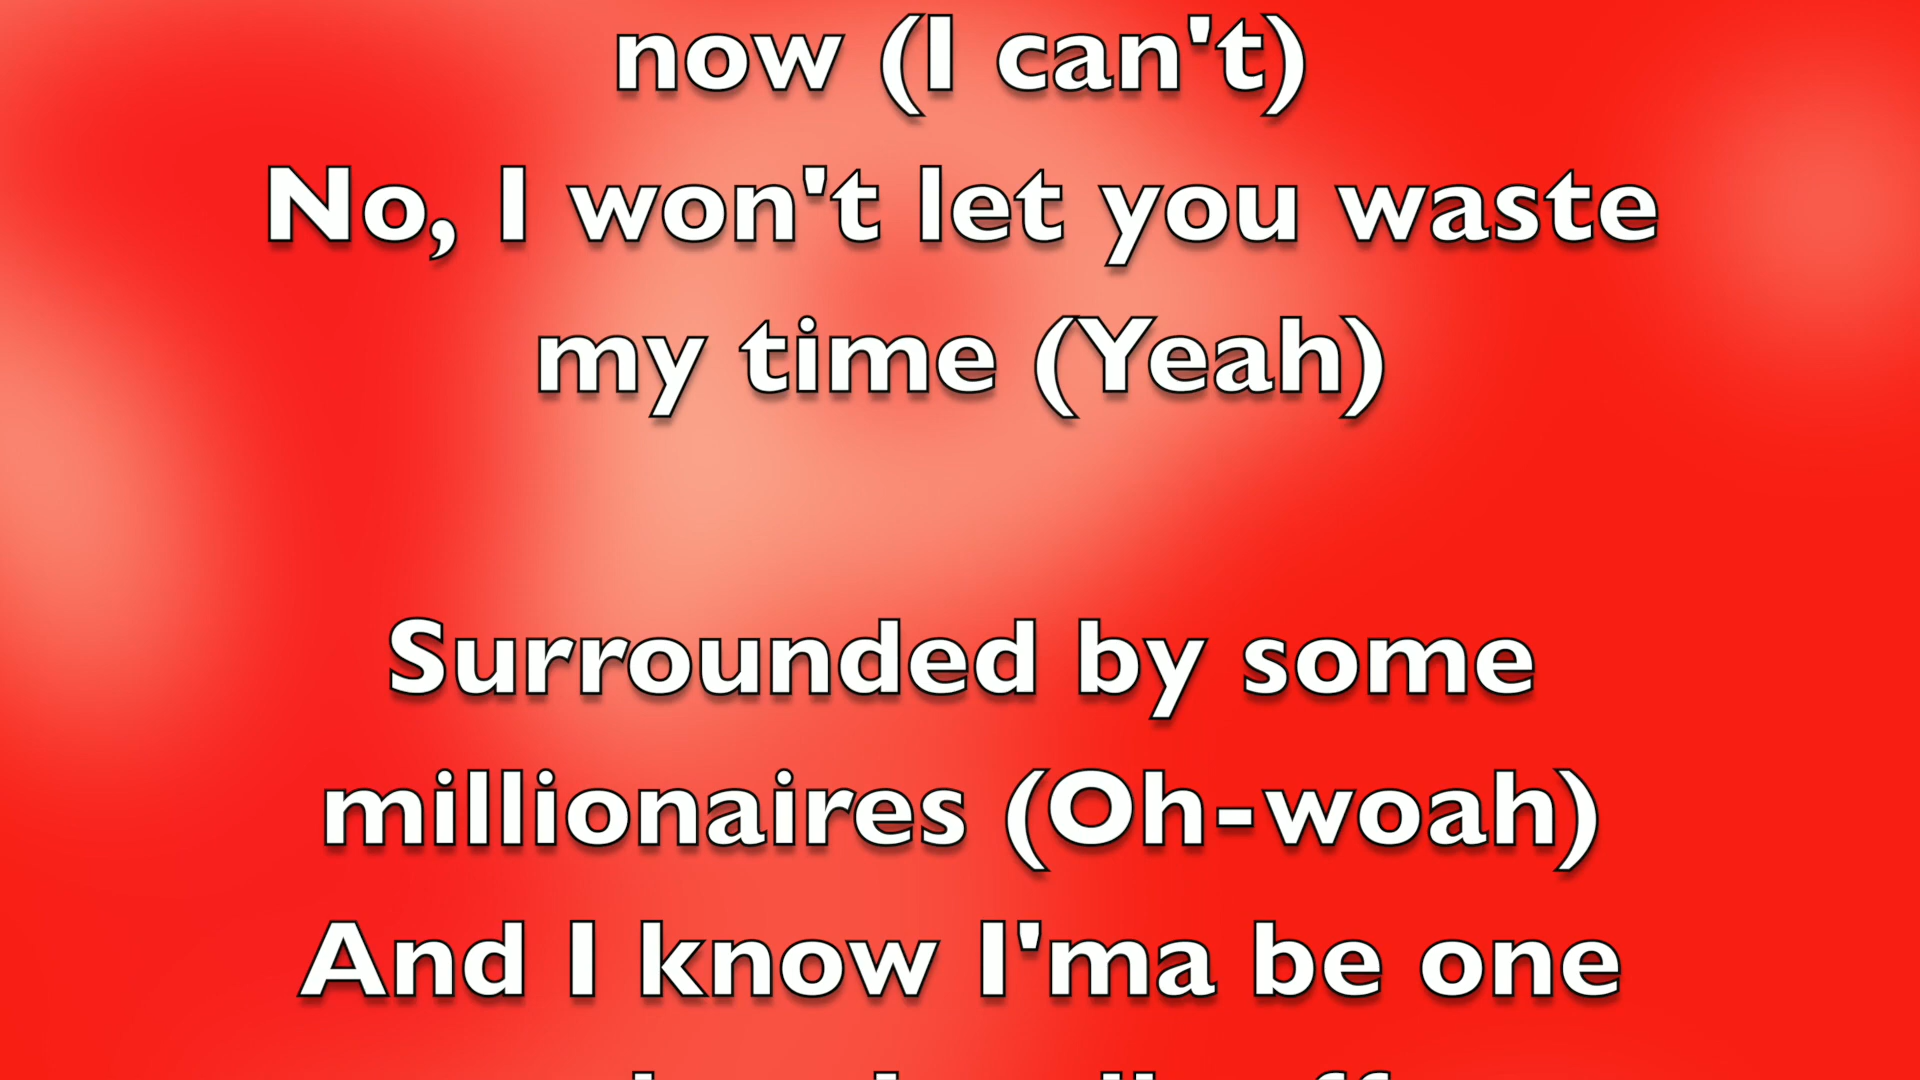 now (I can't)
No, I won't let you waste
my time (Yeah)
Surrounded by some
millionaires (Oh-woah)
And I know I'ma be one